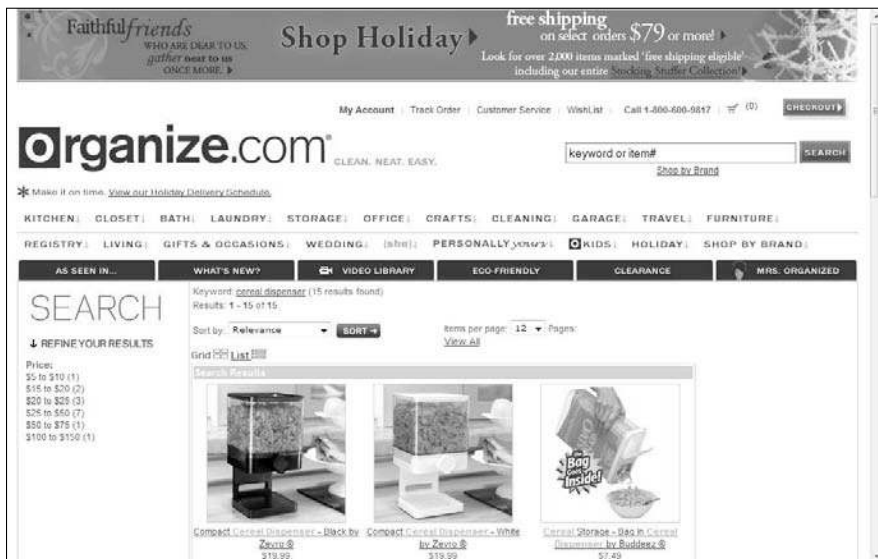 Faithful friends
WHO ARE DEAR TO US,
gather near to us
ONCE MORE.
Shop Holiday
free shipping
on select orders $79 or more!
Look for over 2,000 items marked 'free shipping eligible'
including our entire Stocking Stuffer Collection!
My Account Track Order Customer Service WishList Call 1-800-600-9817 (0) CHECKOUT
Organize.com CLEAN. NEAT. EASY.
keyword or item# SEARCH
Shop by Brand
Make it on time. View our Holiday Delivery Schedule.
KITCHEN CLOSET BATH LAUNDRY STORAGE OFFICE CRAFTS CLEANING GARAGE TRAVEL FURNITURE
REGISTRY LIVING GIFTS & OCCASIONS WEDDING (she) PERSONALLY yours KIDS HOLIDAY SHOP BY BRAND
AS SEEN IN... WHAT'S NEW? VIDEO LIBRARY ECO-FRIENDLY CLEARANCE MRS. ORGANIZED
SEARCH
REFINE YOUR RESULTS
Price:
$5 to $10 (1)
$15 to $20 (2)
$20 to $25 (3)
$25 to $50 (7)
$50 to $75 (1)
$100 to $150 (1)
Keyword: cereal dispenser (15 results found)
Results: 1 - 15 of 15
Sort by: Relevance SORT
Items per page: 12 Pages:
View All
Grid List
Search Results
the Bag Goes Inside!
Compact Cereal Dispenser - Black by Zevro ®
$19.99
Compact Cereal Dispenser - White by Zevro ®
$19.99
Cereal Storage - Bag In Cereal Dispenser by Buddeez ®
$7.49